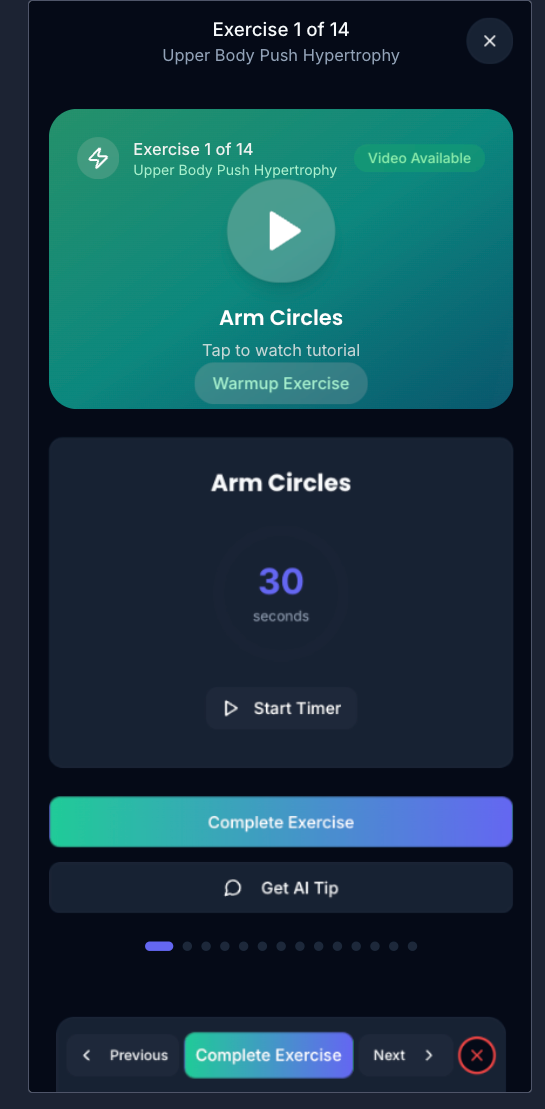 Exercise 1 of 14
Upper Body Push Hypertrophy
Exercise 1 of 14
Upper Body Push Hypertrophy
Video Available
Arm Circles
Tap to watch tutorial
Warmup Exercise
Arm Circles
30
seconds
Start Timer
Complete Exercise
Get AI Tip
Previous
Complete Exercise
Next